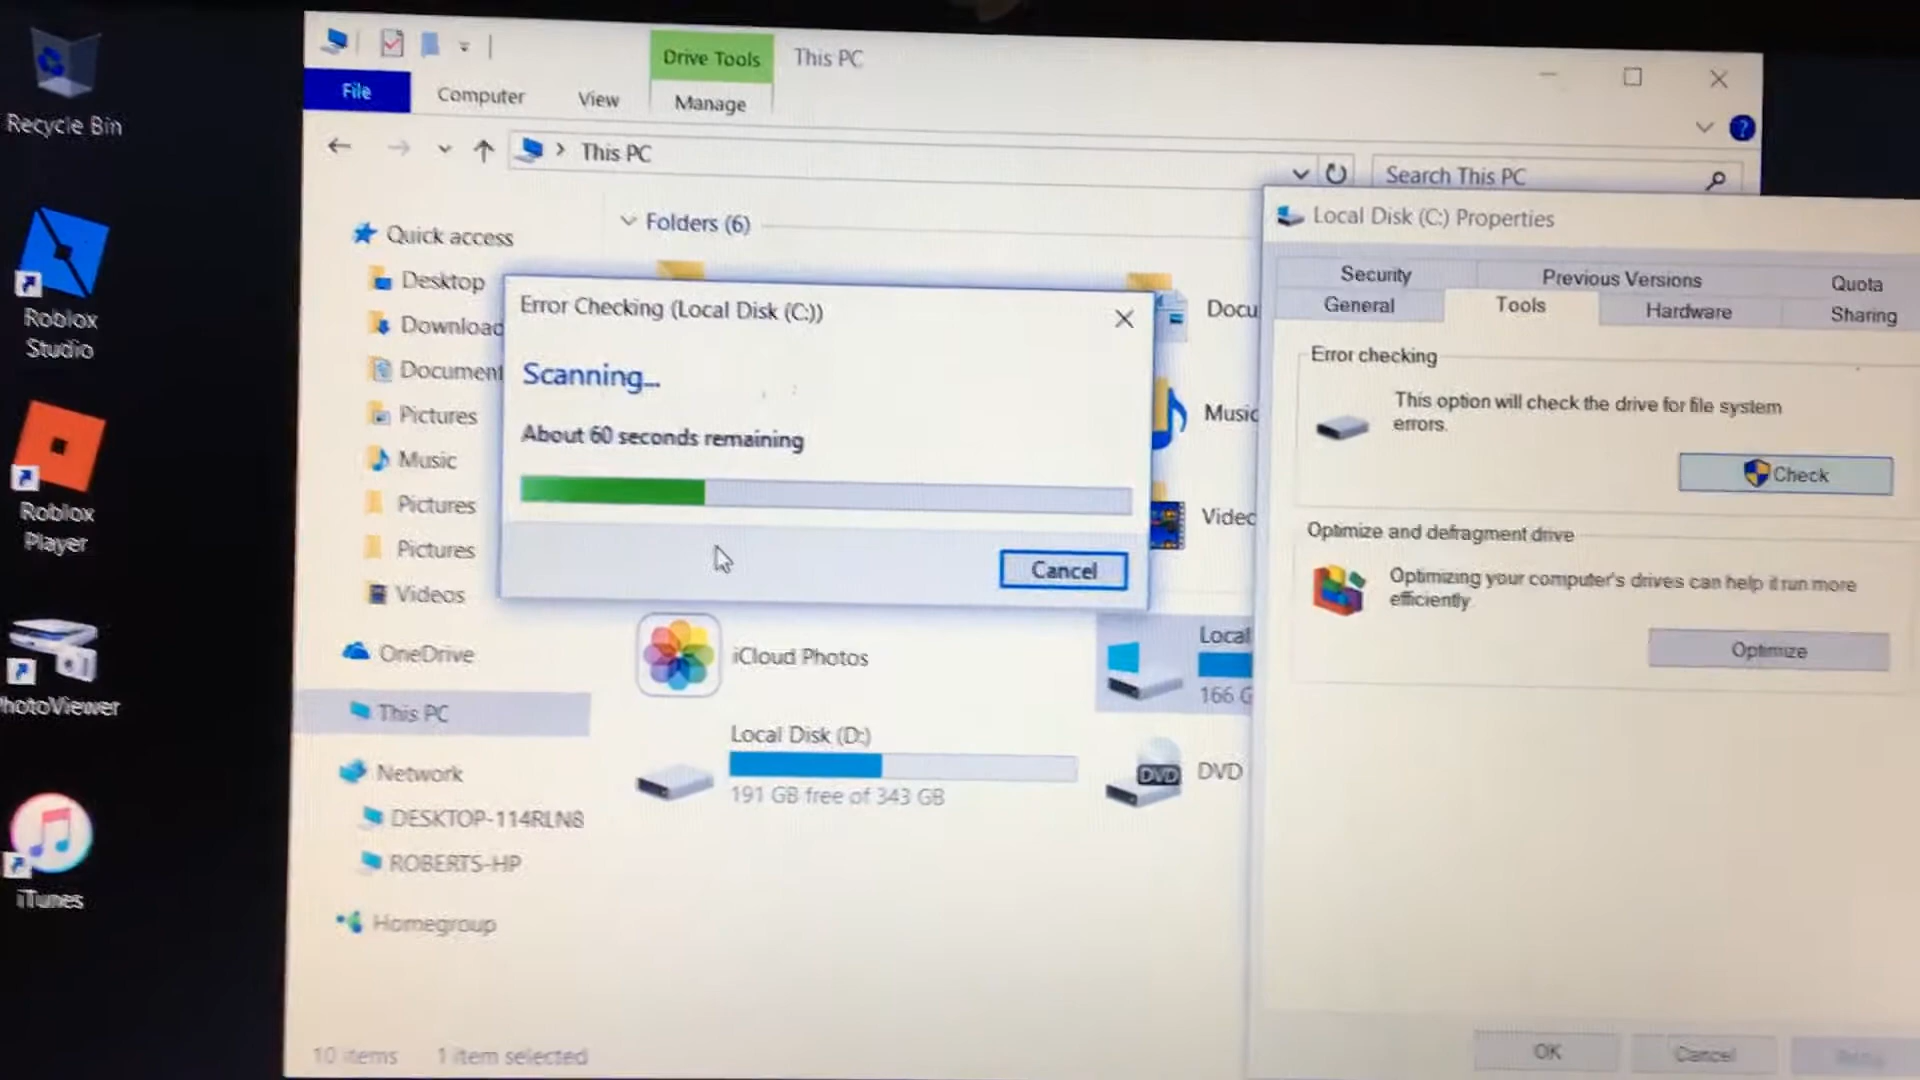 Recycle Bin
Roblox
Studio
Roblox
Player
hotoViewer
iTunes
Drive Tools
This PC
File
Computer
View
Manage
This PC
Search This PC
Quick access
Desktop
Download
Document
Pictures
Music
Pictures
Pictures
Videos
OneDrive
This PC
Network
DESKTOP-114RLN8
ROBERTS-HP
Homegroup
Folders (6)
Docu
Music
Videc
Error Checking (Local Disk (C:))
Scanning...
About 60 seconds remaining
Cancel
iCloud Photos
Local
166 G
Local Disk (D:)
191 GB free of 343 GB
DVD
DVD
10 items
1 item selected
Local Disk (C:) Properties
Security
Previous Versions
Quota
General
Tools
Hardware
Sharing
Error checking
This option will check the drive for file system
errors.
Check
Optimize and defragment drive
Optimizing your computer's drives can help it run more
efficiently
Optimize
OK
Cancel